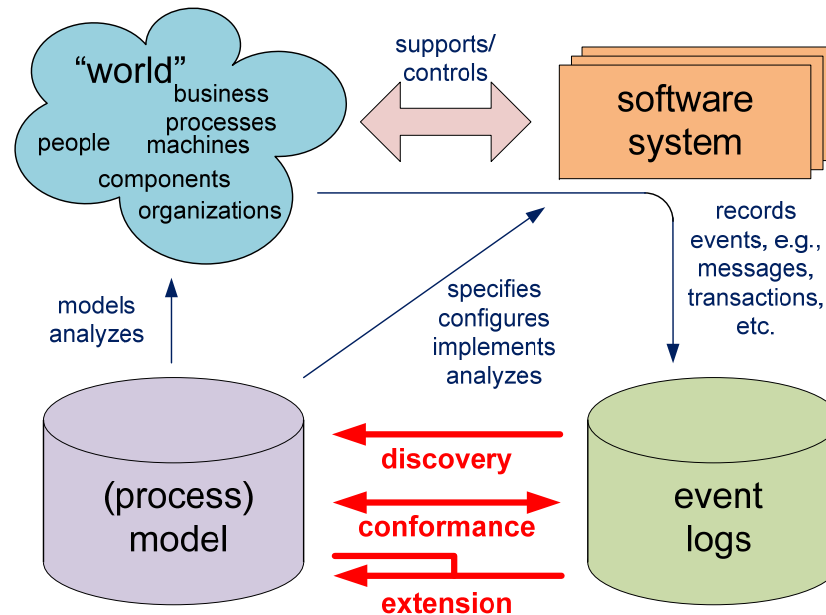 “world”
business
processes
people
machines
components
organizations
supports/
controls
software
system
records
events, e.g.,
messages,
transactions,
etc.
models
analyzes
specifies
configures
implements
analyzes
(process)
model
discovery
conformance
extension
event
logs